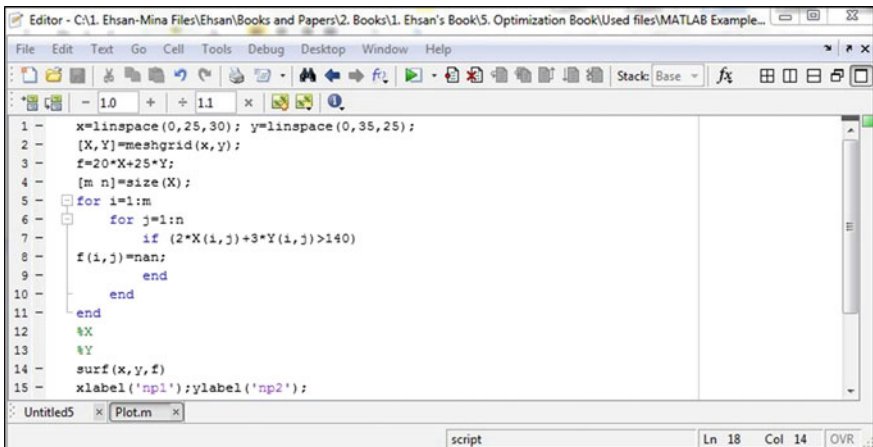 Editor - C:\1. Ehsan-Mina Files\Ehsan\Books and Papers\2. Books\1. Ehsan's Book\5. Optimization Book\Used files\MATLAB Example...
File Edit Text Go Cell Tools Debug Desktop Window Help
Stack: Base fx
- 1.0 + ÷ 1.1 ×
1 - x=linspace(0,25,30); y=linspace(0,35,25);
2 - [X,Y]=meshgrid(x,y);
3 - f=20*X+25*Y;
4 - [m n]=size(X);
5 - for i=1:m
6 - for j=1:n
7 - if (2*X(i,j)+3*Y(i,j)>140)
8 - f(i,j)=nan;
9 - end
10 - end
11 - end
12 %X
13 %Y
14 - surf(x,y,f)
15 - xlabel('np1');ylabel('np2');
Untitled5 × Plot.m ×
script Ln 18 Col 14 OVR